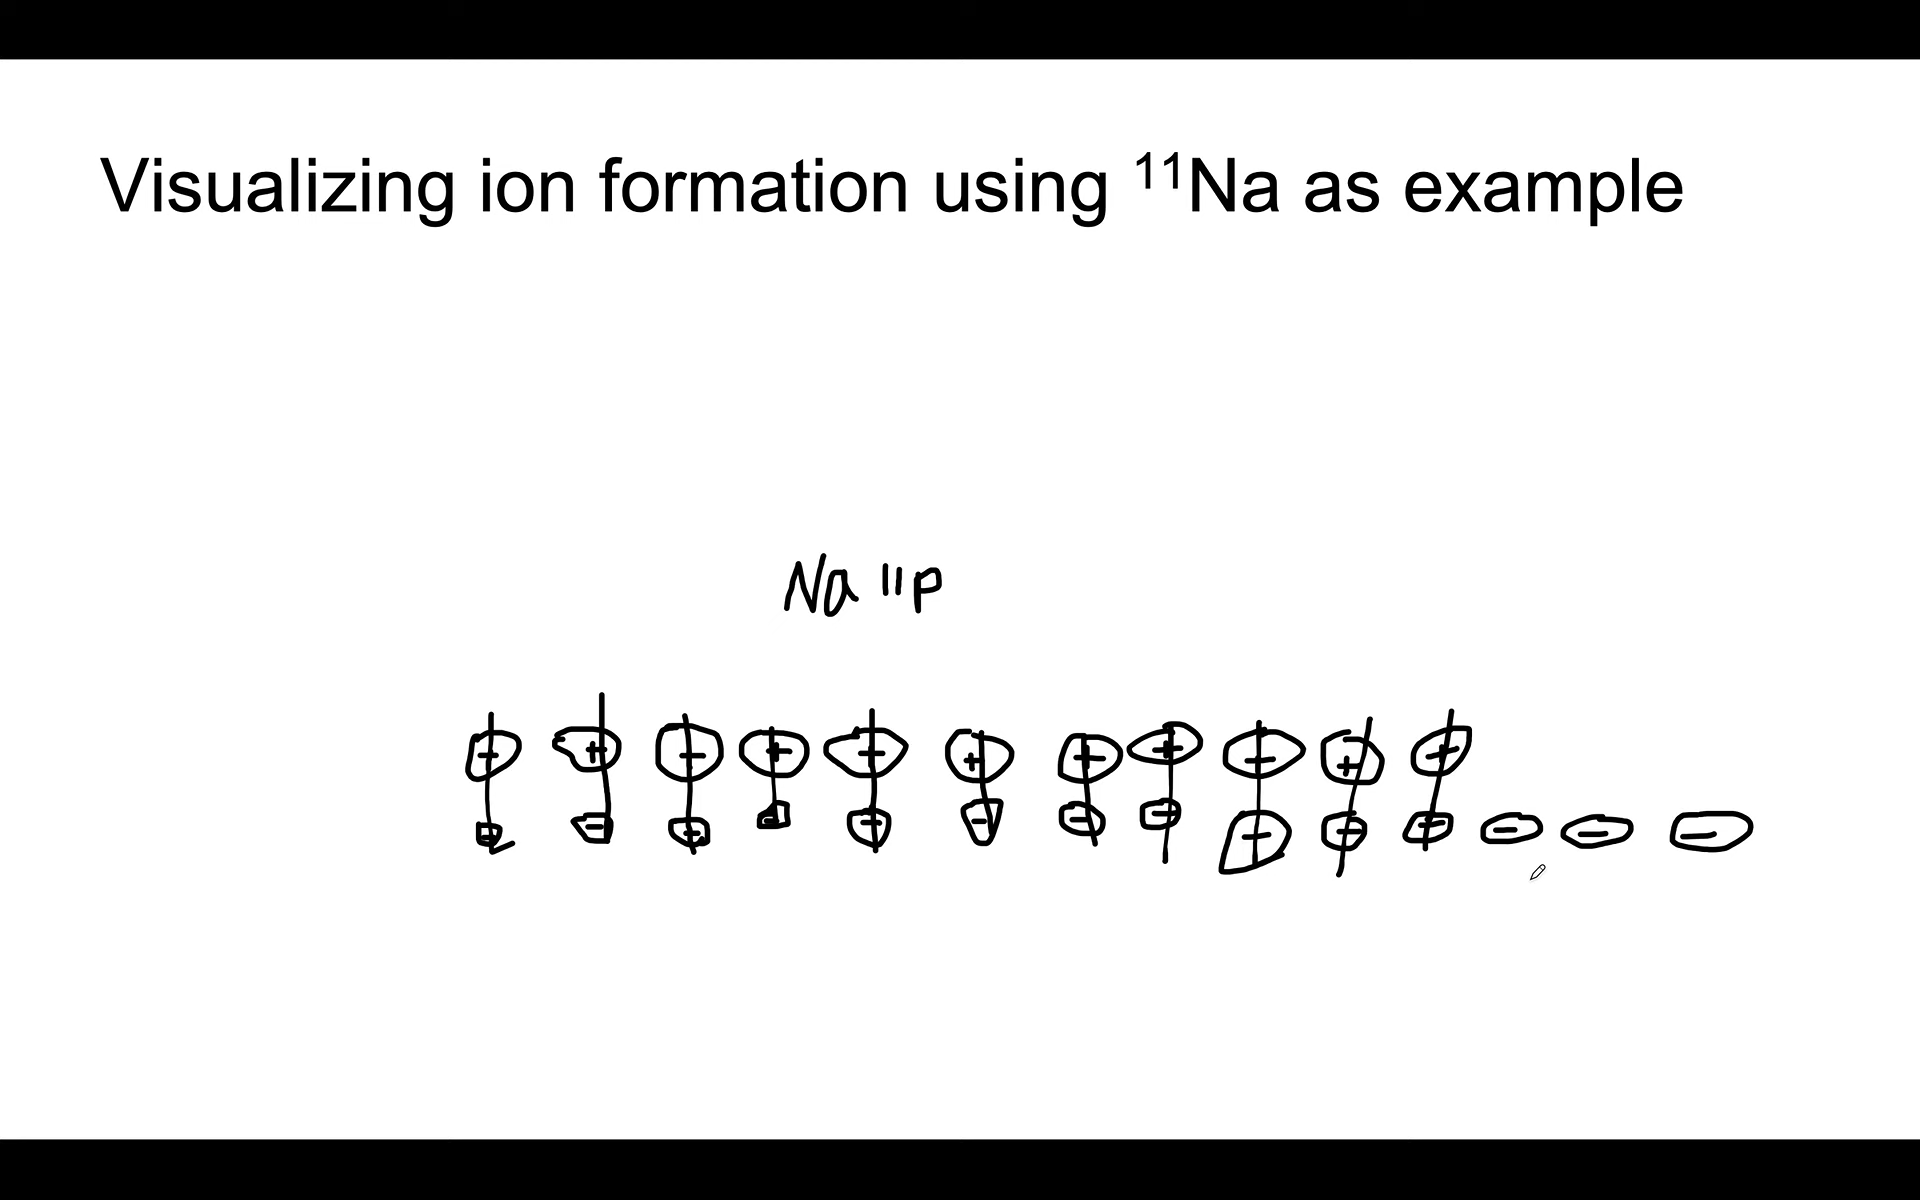 Visualizing ion formation using ¹¹Na as example
Na 11p
+ + + + + + + + + + +
- - - - - - - - - - - - - -